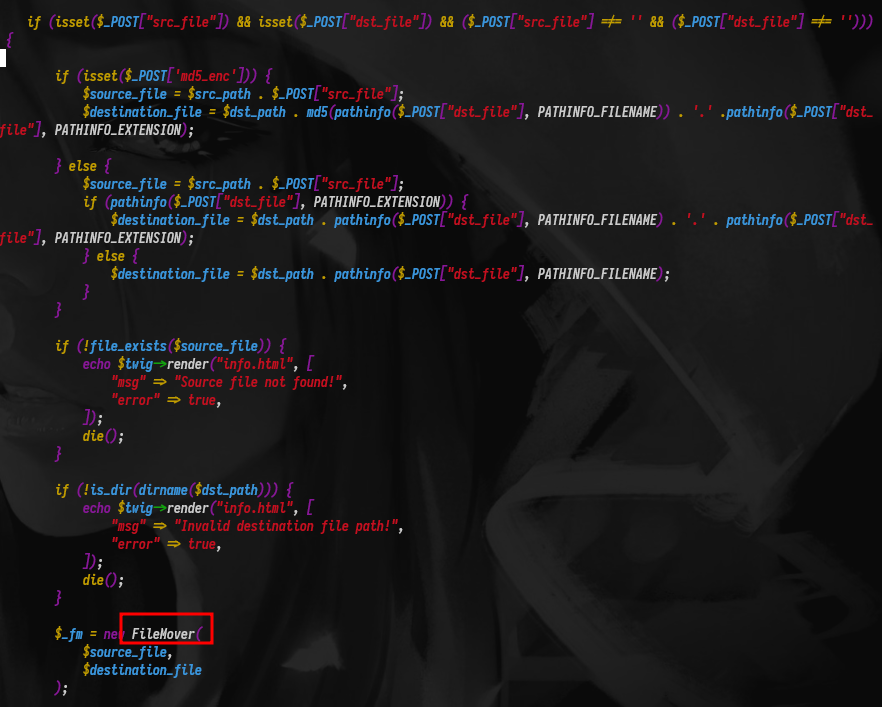 if (isset($_POST["src_file"]) && isset($_POST["dst_file"]) && ($_POST["src_file"] !== '' && ($_POST["dst_file"] !== '')))
{
if (isset($_POST['md5_enc'])) {
$source_file = $src_path . $_POST["src_file"];
$destination_file = $dst_path . md5(pathinfo($_POST["dst_file"], PATHINFO_FILENAME)) . '.' .pathinfo($_POST["dst_
file"], PATHINFO_EXTENSION);
} else {
$source_file = $src_path . $_POST["src_file"];
if (pathinfo($_POST["dst_file"], PATHINFO_EXTENSION)) {
$destination_file = $dst_path . pathinfo($_POST["dst_file"], PATHINFO_FILENAME) . '.' . pathinfo($_POST["dst_
file"], PATHINFO_EXTENSION);
} else {
$destination_file = $dst_path . pathinfo($_POST["dst_file"], PATHINFO_FILENAME);
}
}
if (!file_exists($source_file)) {
echo $twig->render("info.html", [
"msg" => "Source file not found!",
"error" => true,
]);
die();
}
if (!is_dir(dirname($dst_path))) {
echo $twig->render("info.html", [
"msg" => "Invalid destination file path!",
"error" => true,
]);
die();
}
$_fm = new FileMover(
$source_file,
$destination_file
);